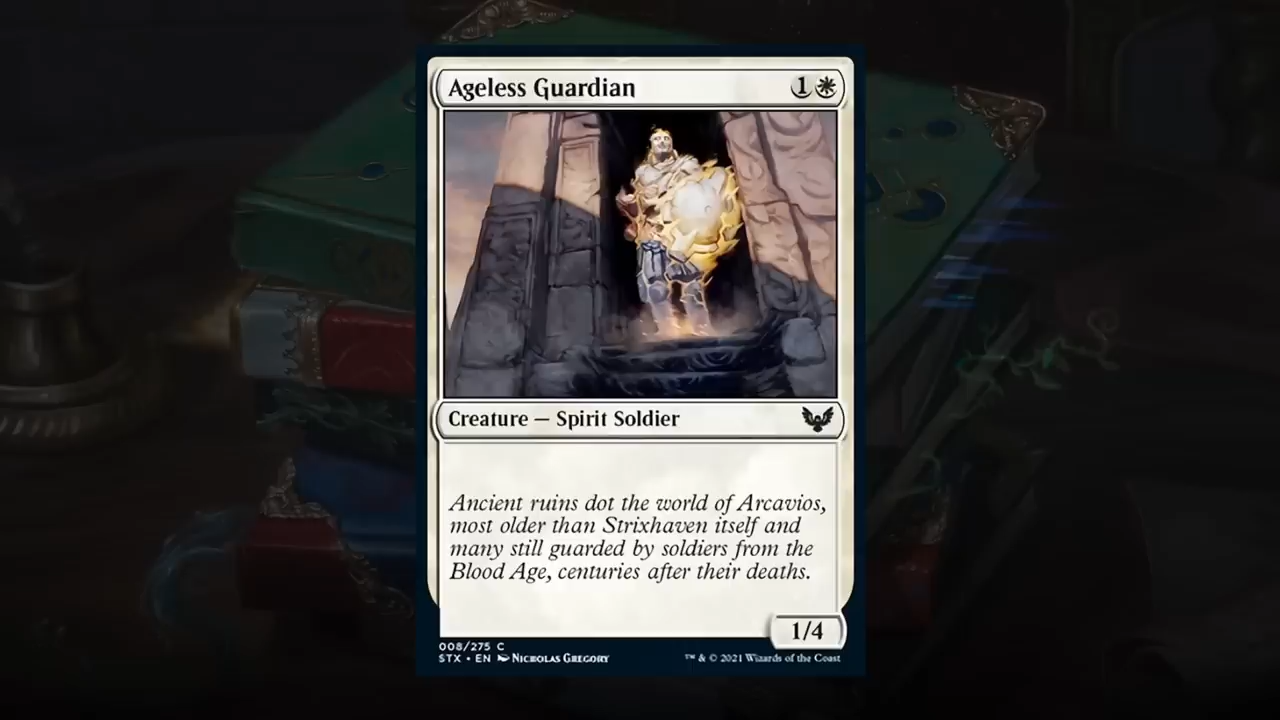 Ageless Guardian 1
Creature — Spirit Soldier
Ancient ruins dot the world of Arcavios,
most older than Strixhaven itself and
many still guarded by soldiers from the
Blood Age, centuries after their deaths.
1/4
008/275 C
STX • EN Nicholas Gregory
™ & © 2021 Wizards of the Coast